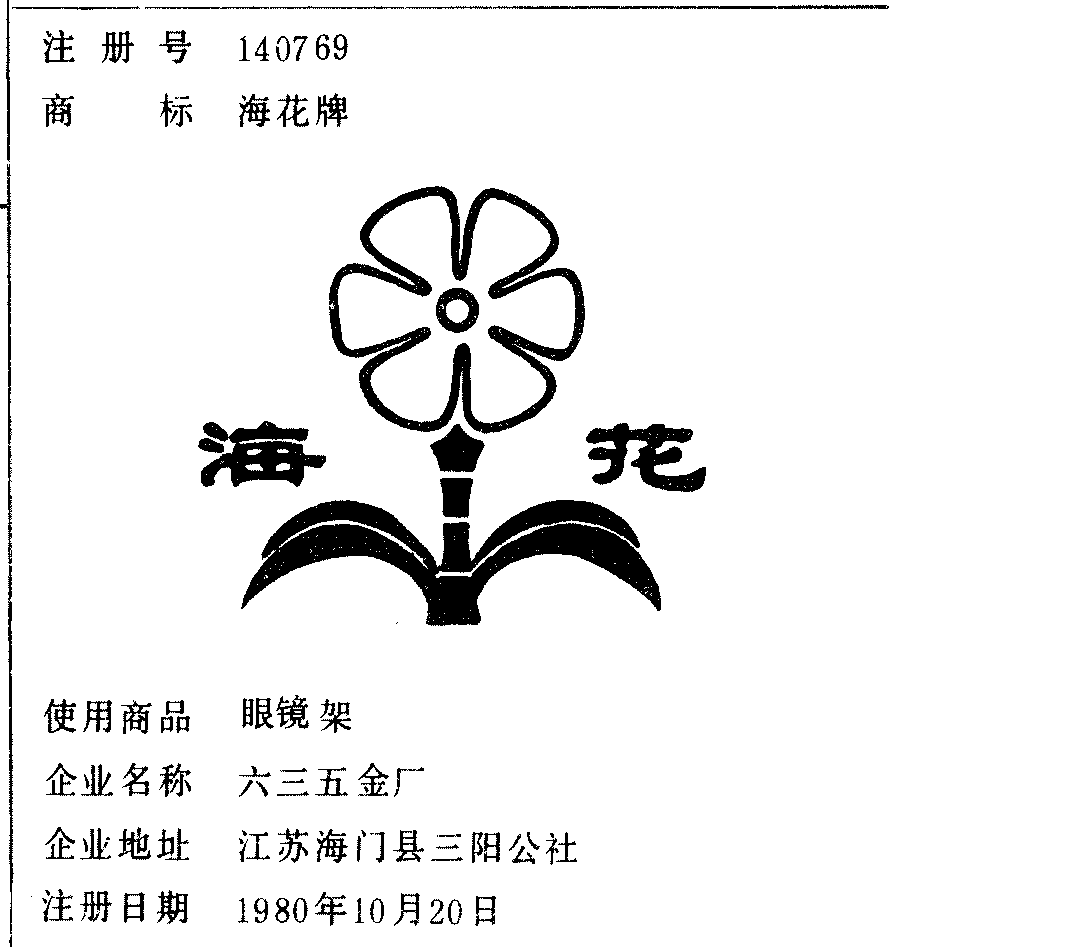 注册号 140769
商标 海花牌
海花
使用商品 眼镜架
企业名称 六三五金厂
企业地址 江苏海门县三阳公社
注册日期 1980年10月20日